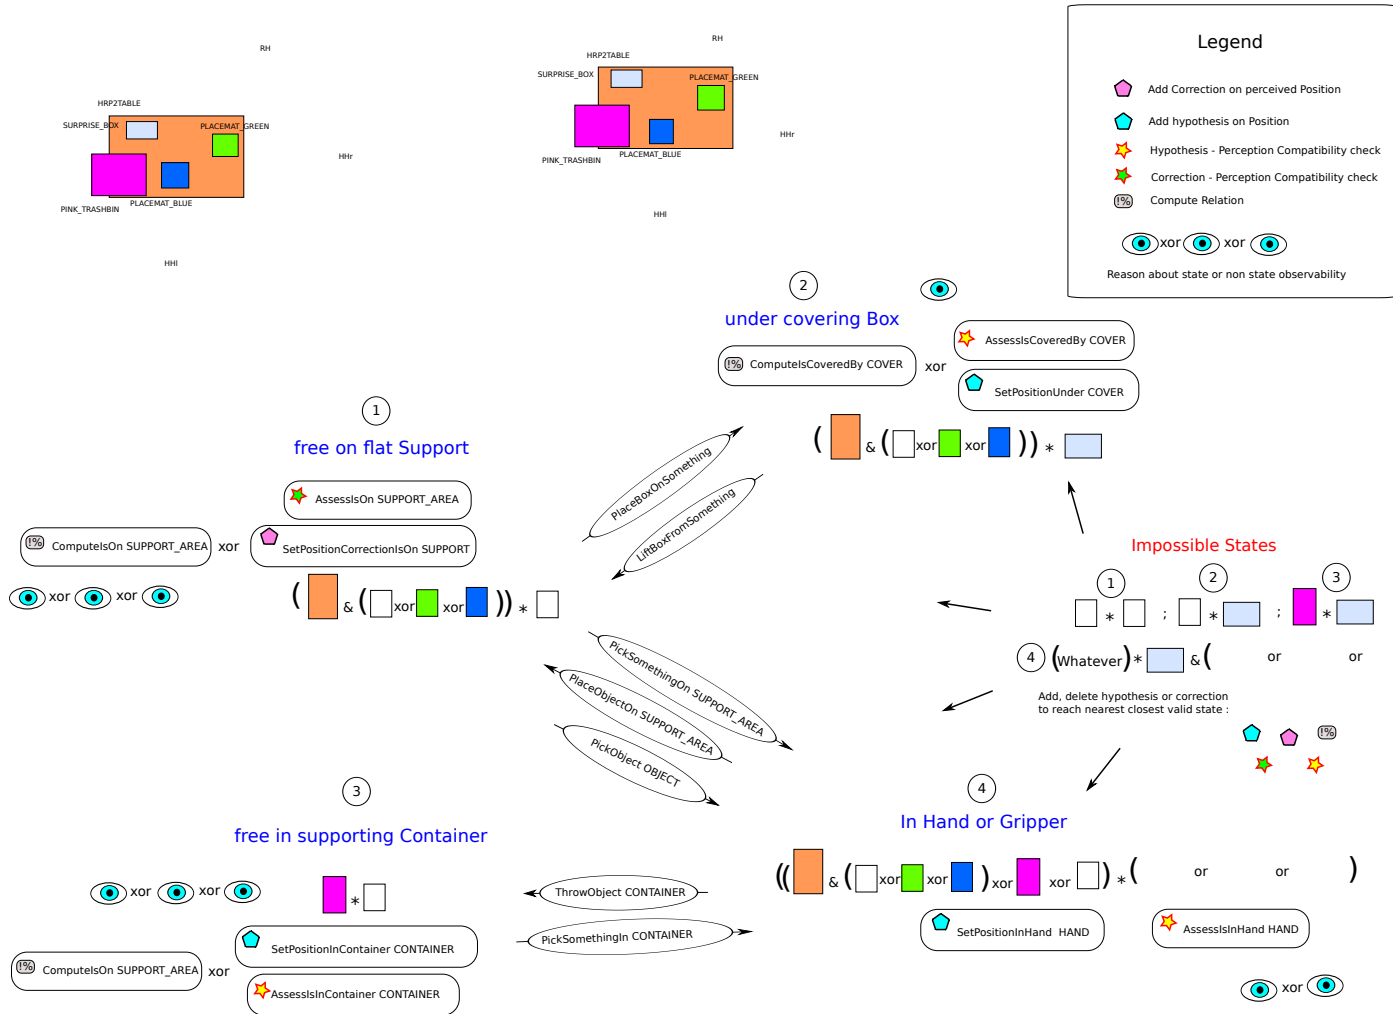 RH
HRP2TABLE
SURPRISE_BOX
PLACEMAT_GREEN
HHr
PINK_TRASHBIN
PLACEMAT_BLUE
HHl
RH
HRP2TABLE
SURPRISE_BOX
PLACEMAT_GREEN
HHr
PINK_TRASHBIN
PLACEMAT_BLUE
HHl
Legend
Add Correction on perceived Position
Add hypothesis on Position
Hypothesis - Perception Compatibility check
Correction - Perception Compatibility check
!% Compute Relation
xor xor
Reason about state or non state observability
2
under covering Box
!% ComputeIsCoveredBy COVER
xor
AssessIsCoveredBy COVER
SetPositionUnder COVER
( & ( xor xor ) ) *
1
free on flat Support
AssessIsOn SUPPORT_AREA
!% ComputeIsOn SUPPORT_AREA
xor
SetPositionCorrectionIsOn SUPPORT
xor xor
( & ( xor xor ) ) *
PlaceBoxOnSomething
LiftBoxFromSomething
PickSomethingOn SUPPORT_AREA
PlaceObjectOn SUPPORT_AREA
PickObject OBJECT
Impossible States
1 2 3
* ; * ; *
4 (Whatever) * & ( or or
Add, delete hypothesis or correction
to reach nearest closest valid state :
!%
3
free in supporting Container
xor xor
*
SetPositionInContainer CONTAINER
!% ComputeIsOn SUPPORT_AREA
xor
AssessIsInContainer CONTAINER
ThrowObject CONTAINER
PickSomethingIn CONTAINER
4
In Hand or Gripper
(( & ( xor xor ) xor xor ) * ( or or )
SetPositionInHand HAND
AssessIsInHand HAND
xor